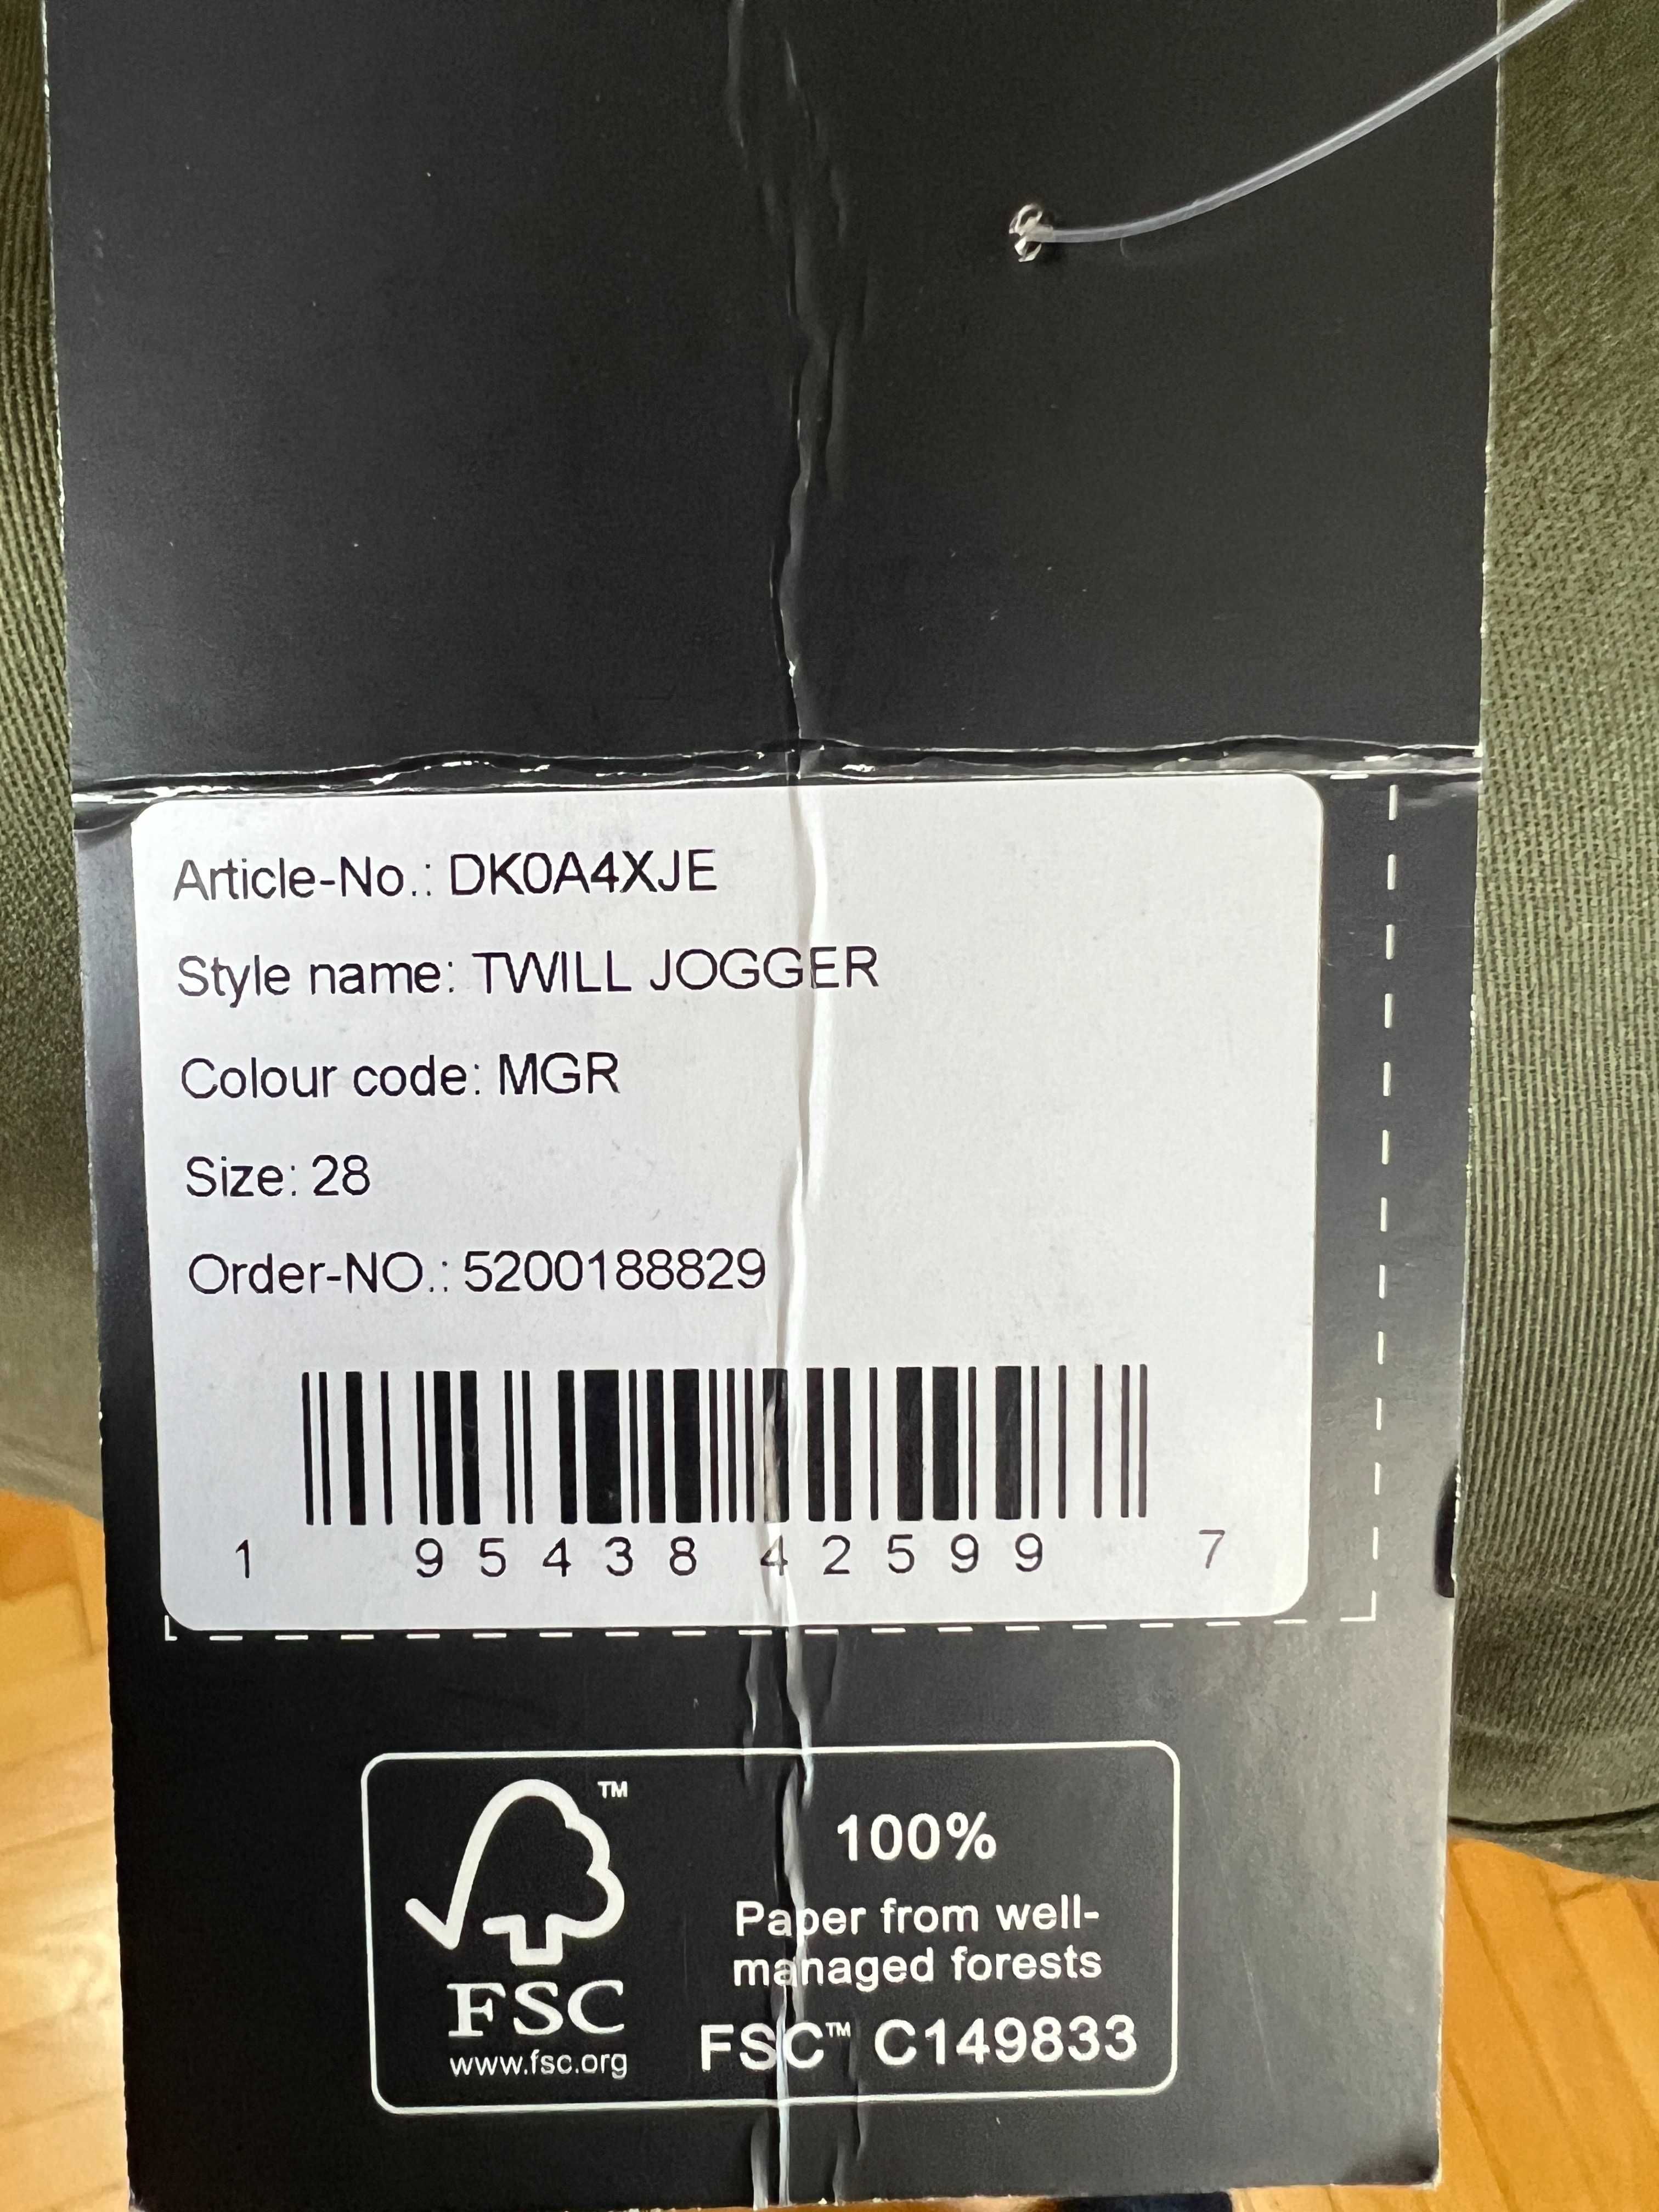 Article-No.: DK0A4XJE
Style name: TWILL JOGGER
Colour code: MGR
Size: 28
Order-NO.: 5200188829
1 95438 42599 7
TM
FSC
www.fsc.org
100%
Paper from well-
managed forests
FSC™ C149833